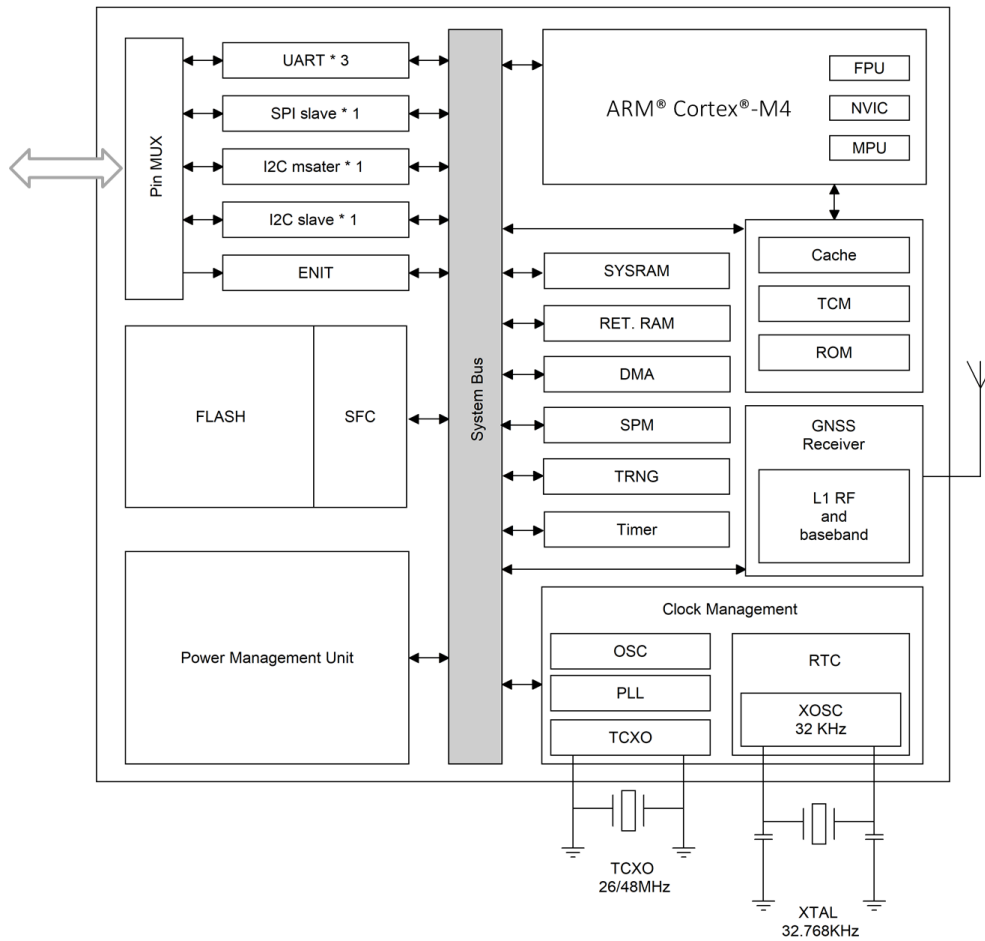 Pin MUX
UART * 3
SPI slave * 1
I2C msater * 1
I2C slave * 1
ENIT
FLASH
SFC
Power Management Unit
System Bus
ARM® Cortex®-M4
FPU
NVIC
MPU
Cache
TCM
ROM
SYSRAM
RET. RAM
DMA
SPM
TRNG
Timer
GNSS
Receiver
L1 RF
and
baseband
Clock Management
OSC
PLL
TCXO
RTC
XOSC
32 KHz
TCXO
26/48MHz
XTAL
32.768KHz